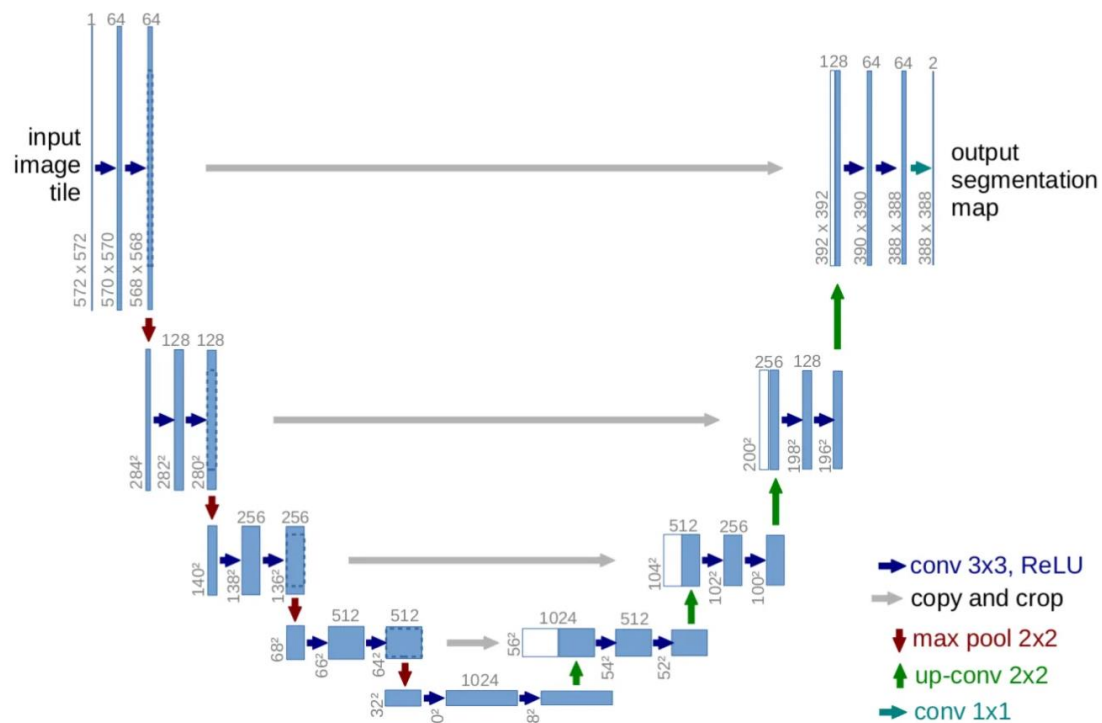 1
64
64
input
image
tile
572 x 572
570 x 570
568 x 568
128
64
64
2
output
segmentation
map
392 x 392
390 x 390
388 x 388
388 x 388
128
128
284²
282²
280²
256
128
200²
198²
196²
256
256
140²
138²
136²
512
256
104²
102²
100²
512
512
68²
66²
64²
1024
512
56²
54²
52²
1024
32²
0²
8²
conv 3x3, ReLU
copy and crop
max pool 2x2
up-conv 2x2
conv 1x1